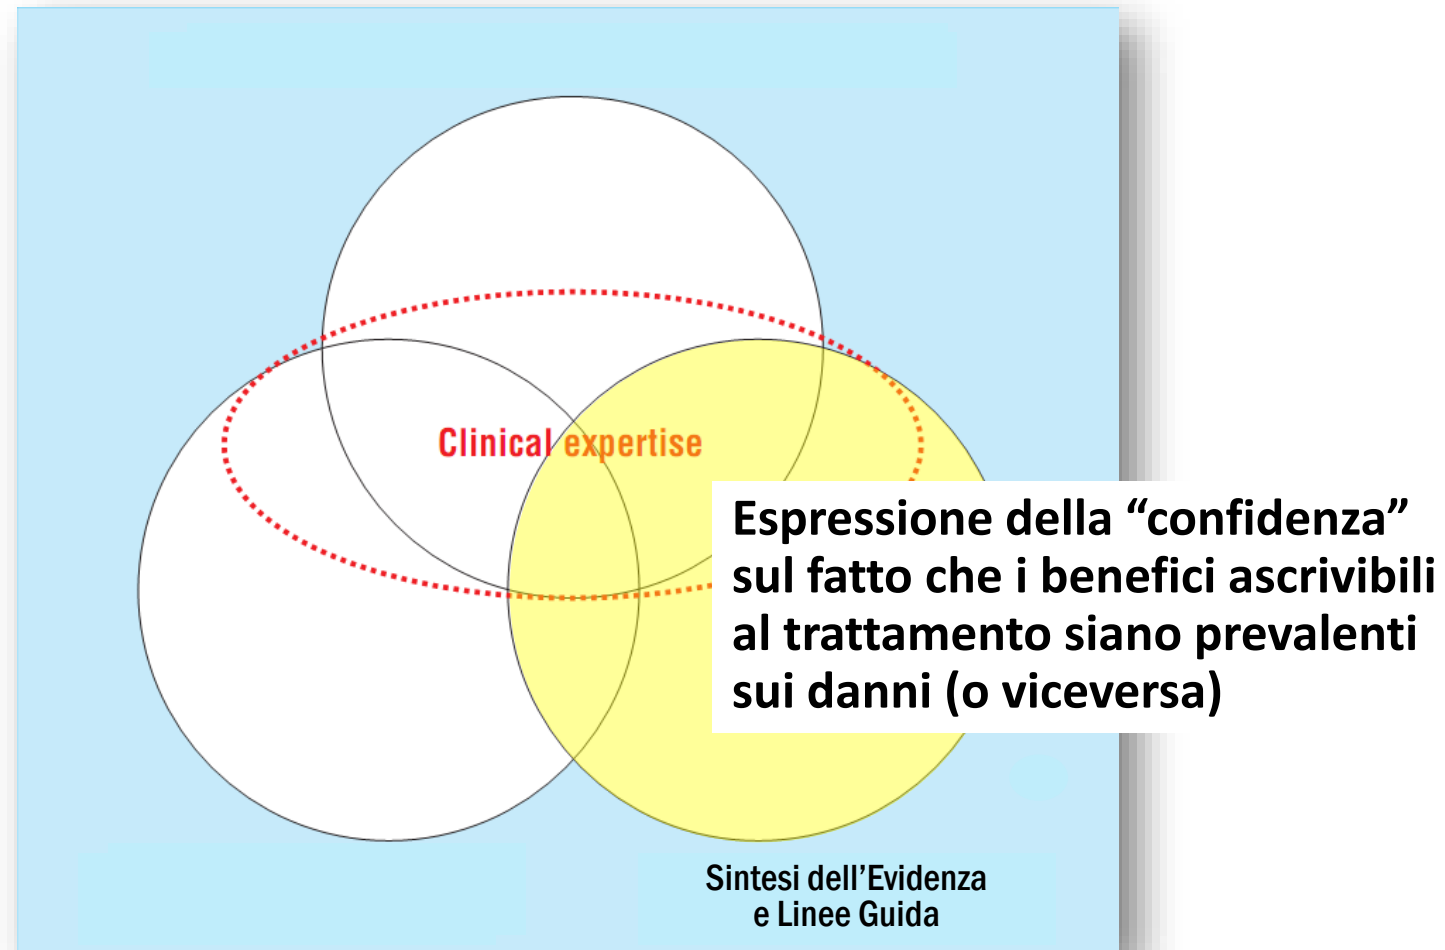 Clinical expertise
Espressione della “confidenza”
sul fatto che i benefici ascrivibili
al trattamento siano prevalenti
sui danni (o viceversa)
Sintesi dell’Evidenza
e Linee Guida